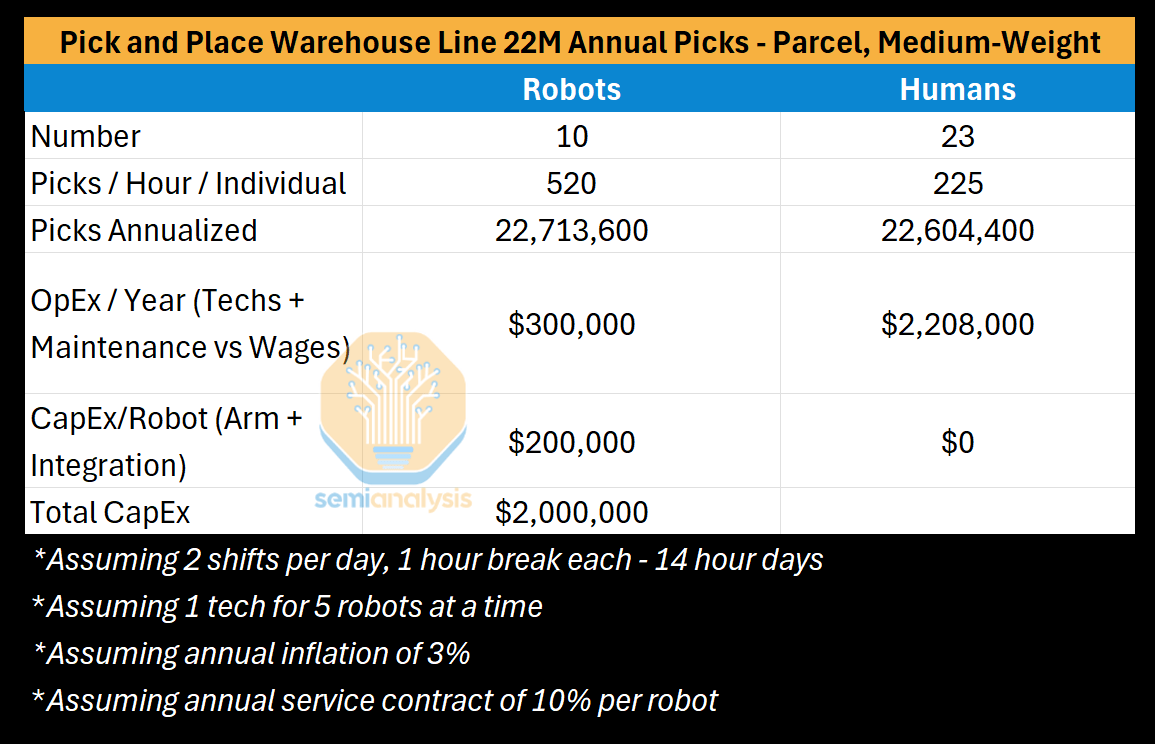 Pick and Place Warehouse Line 22M Annual Picks - Parcel, Medium-Weight
Robots Humans
Number 10 23
Picks / Hour / Individual 520 225
Picks Annualized 22,713,600 22,604,400
OpEx / Year (Techs +
Maintenance vs Wages) $300,000 $2,208,000
CapEx/Robot (Arm +
Integration) $200,000 $0
semianalysis
Total CapEx $2,000,000
*Assuming 2 shifts per day, 1 hour break each - 14 hour days
*Assuming 1 tech for 5 robots at a time
*Assuming annual inflation of 3%
*Assuming annual service contract of 10% per robot